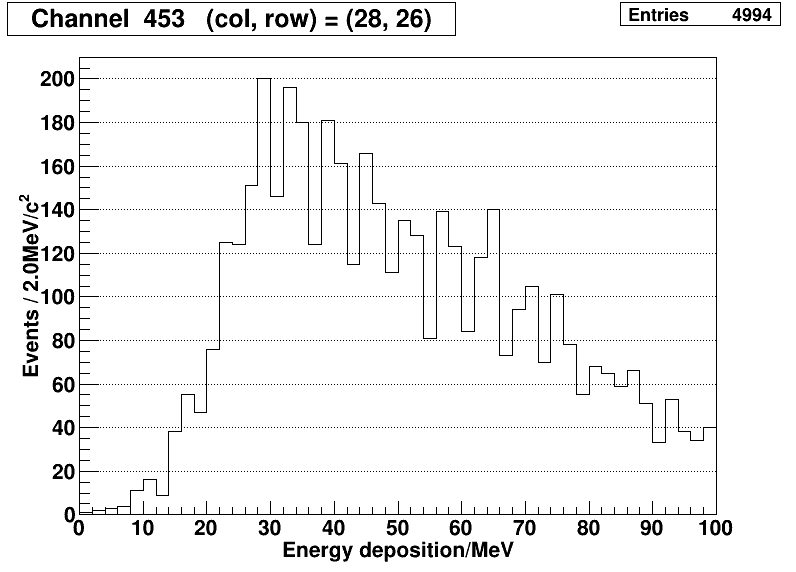 Channel 453 (col, row) = (28, 26)
Entries 4994
Events / 2.0MeV/c²
200
180
160
140
120
100
80
60
40
20
0
0 10 20 30 40 50 60 70 80 90 100
Energy deposition/MeV